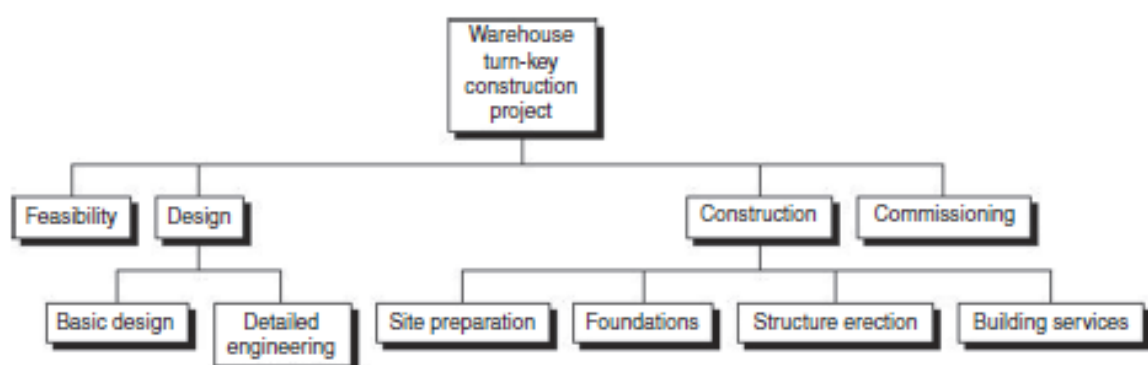 Warehouse
turn-key
construction
project
Feasibility
Design
Construction
Commissioning
Basic design
Detailed
engineering
Site preparation
Foundations
Structure erection
Building services